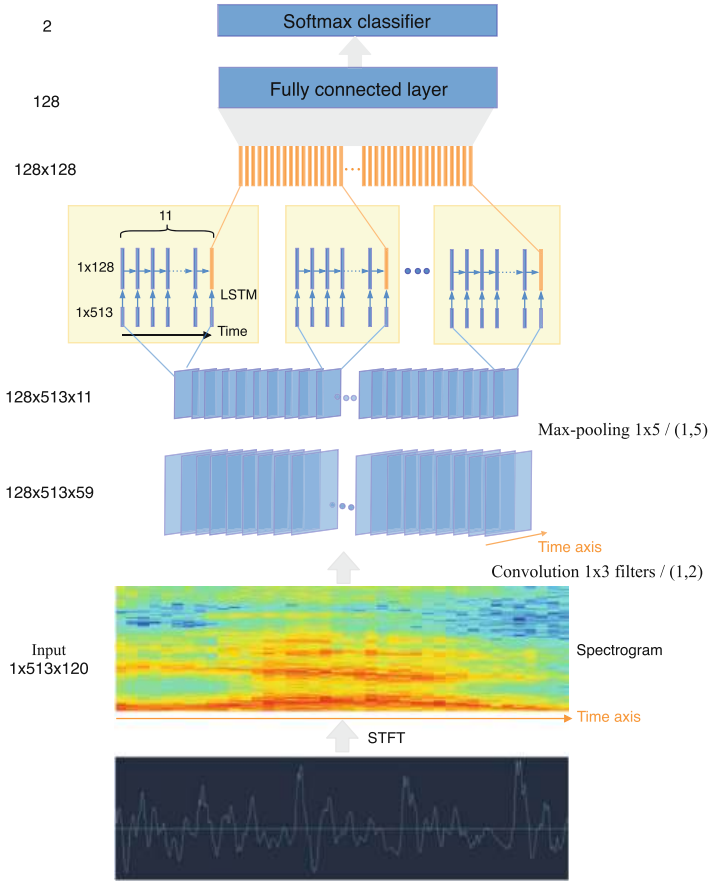 2
Softmax classifier
Fully connected layer
128
128x128
11
1x128
LSTM
1x513
Time
128x513x11
Max-pooling 1x5 / (1,5)
128x513x59
Time axis
Convolution 1x3 filters / (1,2)
Input
1x513x120
Spectrogram
Time axis
STFT